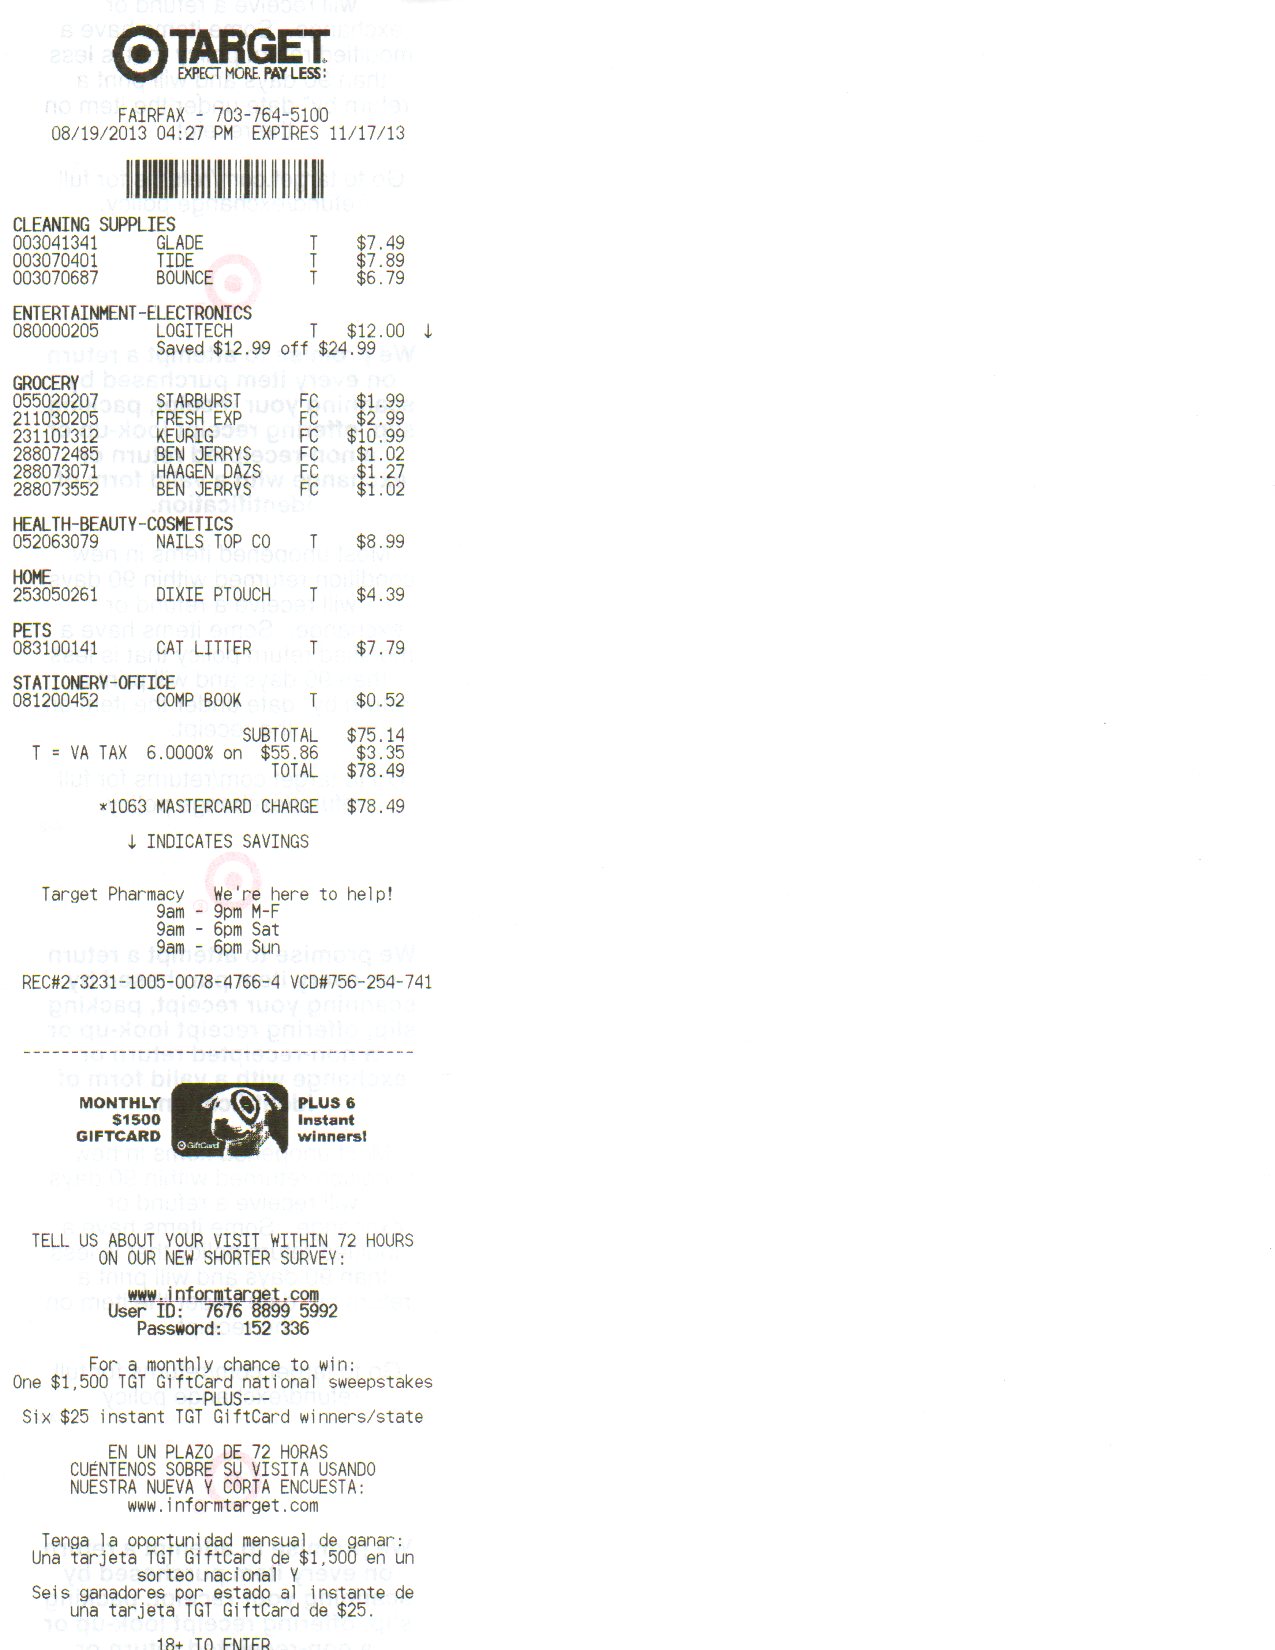 TARGET
EXPECT MORE. PAY LESS.
FAIRFAX - 703-764-5100
08/19/2013 04:27 PM EXPIRES 11/17/13
CLEANING SUPPLIES
003041341 GLADE T $7.49
003070401 TIDE T $7.89
003070687 BOUNCE T $6.79
ENTERTAINMENT-ELECTRONICS
080000205 LOGITECH T $12.00 ↓
Saved $12.99 off $24.99
GROCERY
055020207 STARBURST FC $1.99
211030205 FRESH EXP FC $2.99
231101312 KEURIG FC $10.99
288072485 BEN JERRYS FC $1.02
288073071 HAAGEN DAZS FC $1.27
288073552 BEN JERRYS FC $1.02
HEALTH-BEAUTY-COSMETICS
052063079 NAILS TOP CO T $8.99
HOME
253050261 DIXIE PTOUCH T $4.39
PETS
083100141 CAT LITTER T $7.79
STATIONERY-OFFICE
081200452 COMP BOOK T $0.52
SUBTOTAL $75.14
T = VA TAX 6.0000% on $55.86 $3.35
TOTAL $78.49
*1063 MASTERCARD CHARGE $78.49
↓ INDICATES SAVINGS
Target Pharmacy We're here to help!
9am - 9pm M-F
9am - 6pm Sat
9am - 6pm Sun
REC#2-3231-1005-0078-4766-4 VCD#756-254-741
MONTHLY $1500 GIFTCARD
GiftCard
PLUS 6 Instant winners!
TELL US ABOUT YOUR VISIT WITHIN 72 HOURS
ON OUR NEW SHORTER SURVEY:
www.informtarget.com
User ID: 7676 8899 5992
Password: 152 336
For a monthly chance to win:
One $1,500 TGT GiftCard national sweepstakes
---PLUS---
Six $25 instant TGT GiftCard winners/state
EN UN PLAZO DE 72 HORAS
CUÉNTENOS SOBRE SU VISITA USANDO
NUESTRA NUEVA Y CORTA ENCUESTA:
www.informtarget.com
Tenga la oportunidad mensual de ganar:
Una tarjeta TGT GiftCard de $1,500 en un
sorteo nacional Y
Seis ganadores por estado al instante de
una tarjeta TGT GiftCard de $25.
18+ TO ENTER